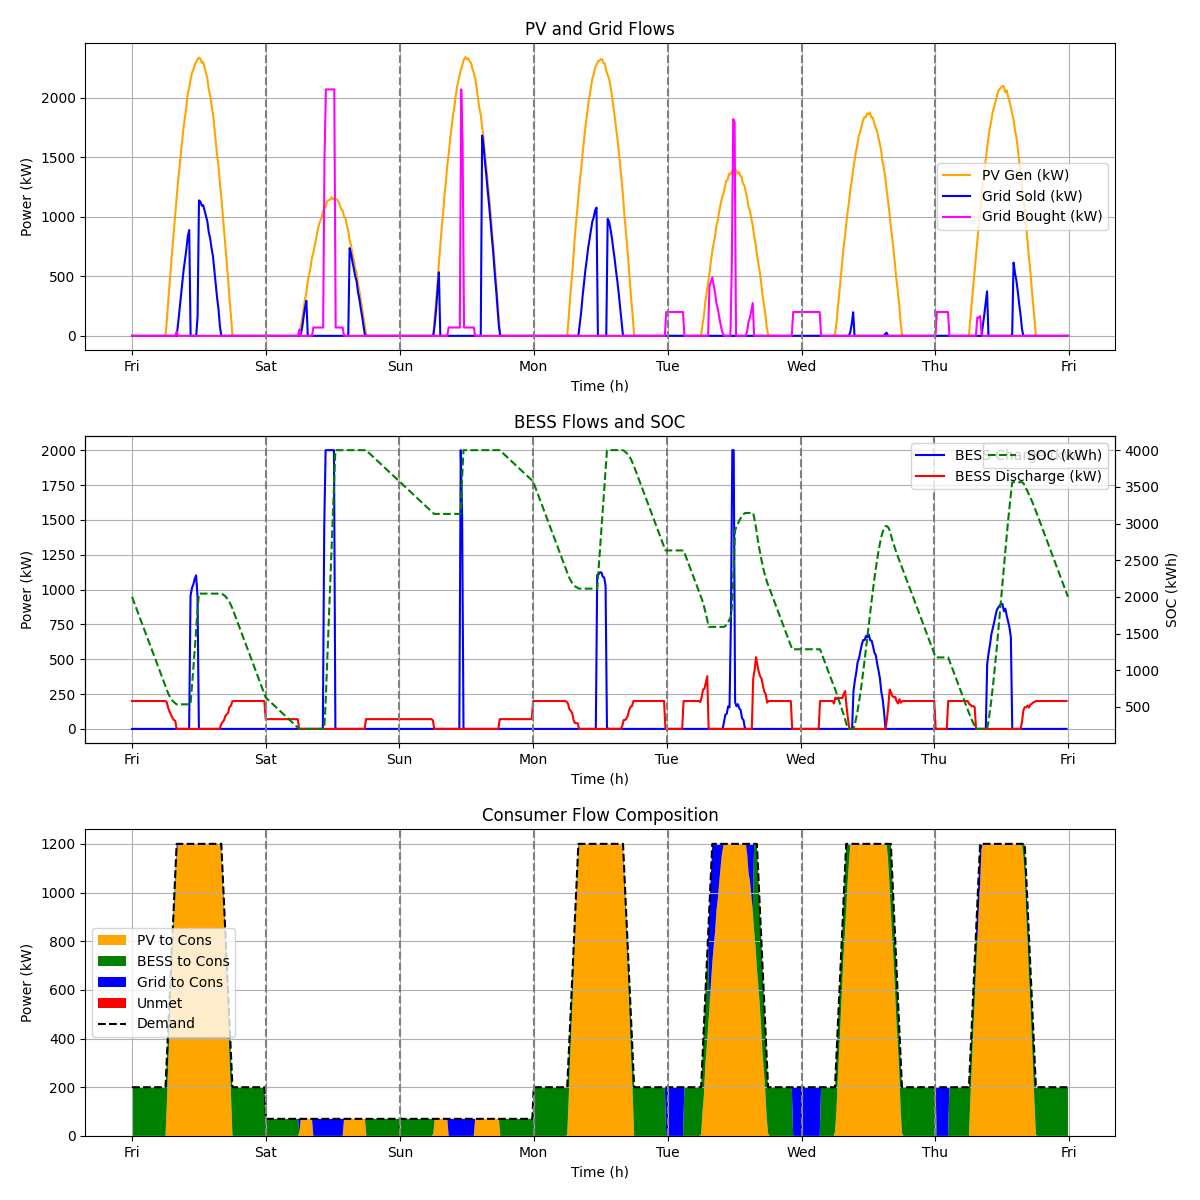 PV and Grid Flows
Power (kW)
2000
1500
1000
500
0
PV Gen (kW)
Grid Sold (kW)
Grid Bought (kW)
Fri Sat Sun Mon Tue Wed Thu Fri
Time (h)
BESS Flows and SOC
Power (kW)
2000
1750
1500
1250
1000
750
500
250
0
BESS
SOC (kWh)
BESS Discharge (kW)
4000
3500
3000
2500
2000
1500
1000
500
SOC (kWh)
Fri Sat Sun Mon Tue Wed Thu Fri
Time (h)
Consumer Flow Composition
Power (kW)
1200
1000
800
600
400
200
0
PV to Cons
BESS to Cons
Grid to Cons
Unmet
Demand
Fri Sat Sun Mon Tue Wed Thu Fri
Time (h)